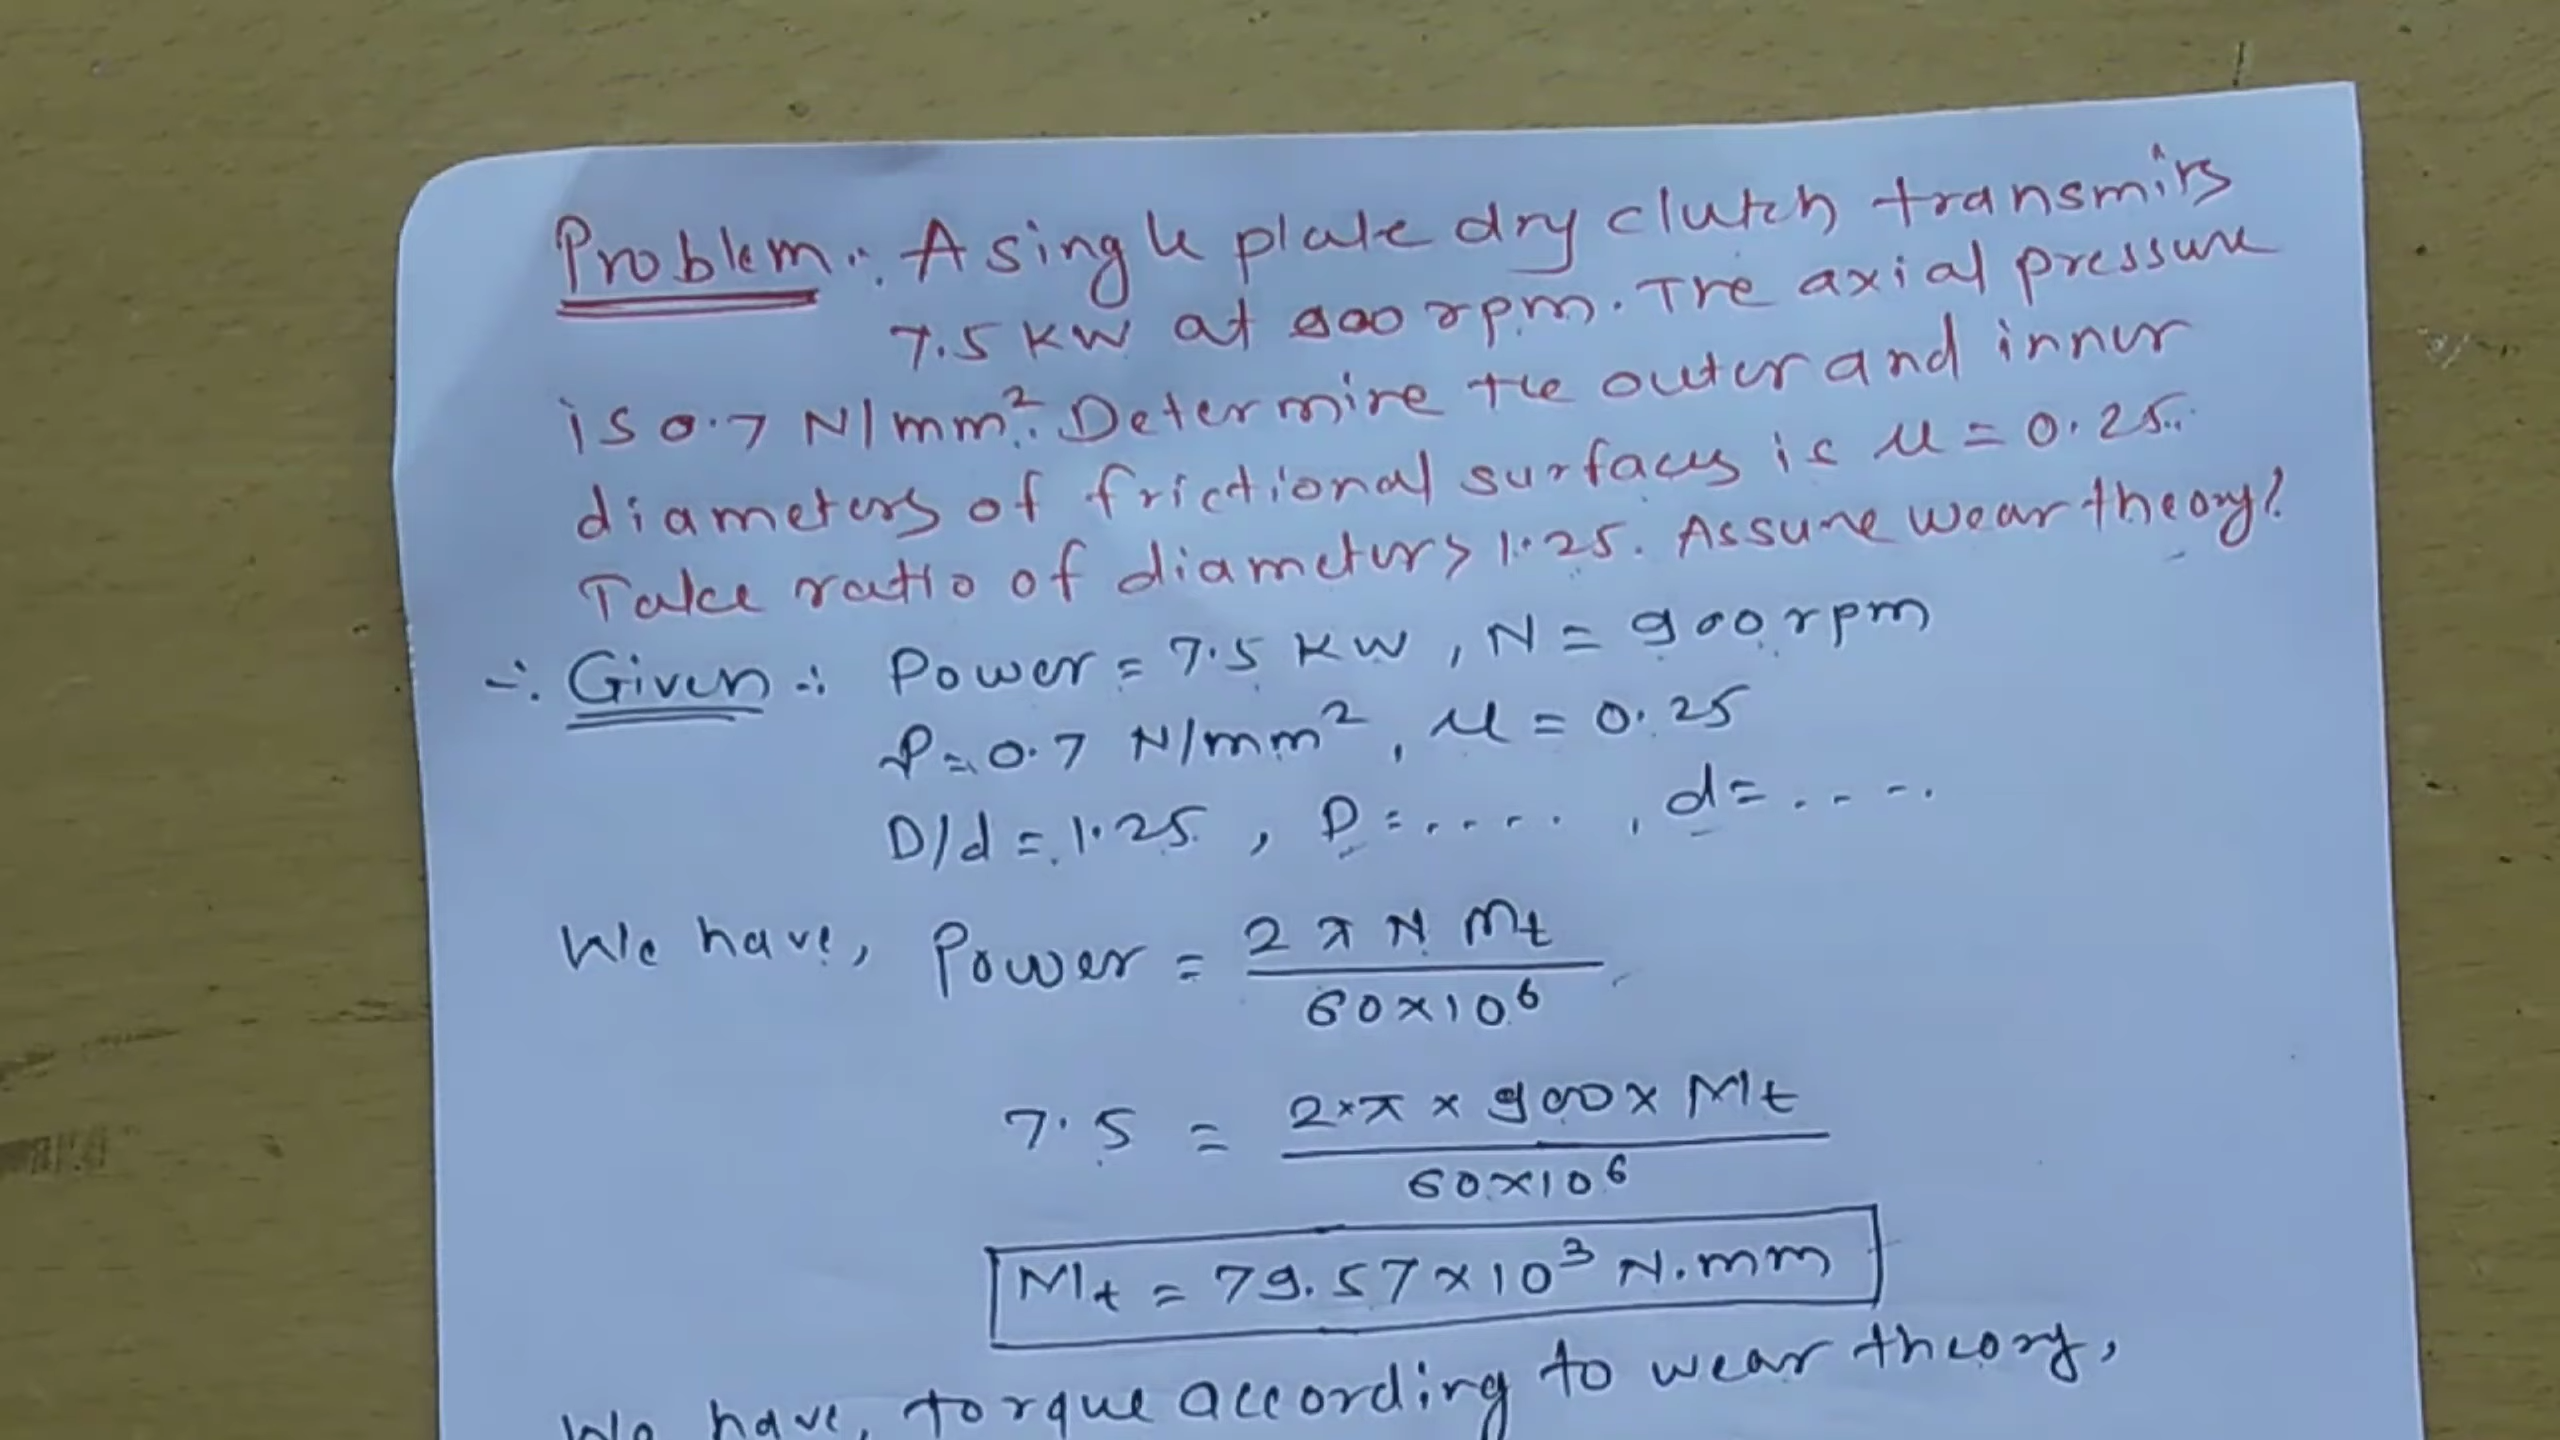 Problem:- A single plate dry clutch transmits
7.5 KW at 900 rpm. The axial pressure
is 0.7 N/mm². Determine the outer and inner
diameters of frictional surfaces is μ = 0.25.
Take ratio of diameters 1.25. Assume wear theory?
∴ Given :- Power = 7.5 KW, N = 900 rpm
P = 0.7 N/mm², μ = 0.25
D/d = 1.25, D = ...., d = ....
We have, Power = 2 π N Mt / 60×10⁶
7.5 = 2×π×900×Mt / 60×10⁶
Mt = 79.57×10³ N.mm
We have, torque according to wear theory,